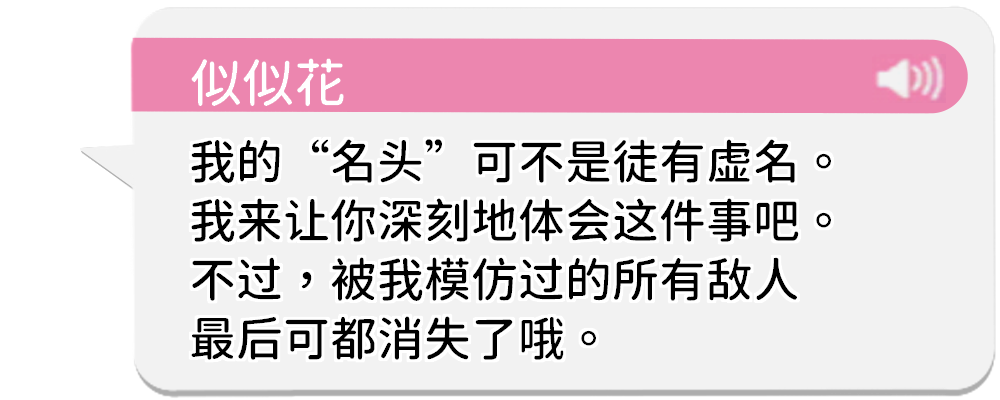 似似花
我的“名头”可不是徒有虚名。
我来让你深刻地体会这件事吧。
不过，被我模仿过的所有敌人
最后可都消失了哦。